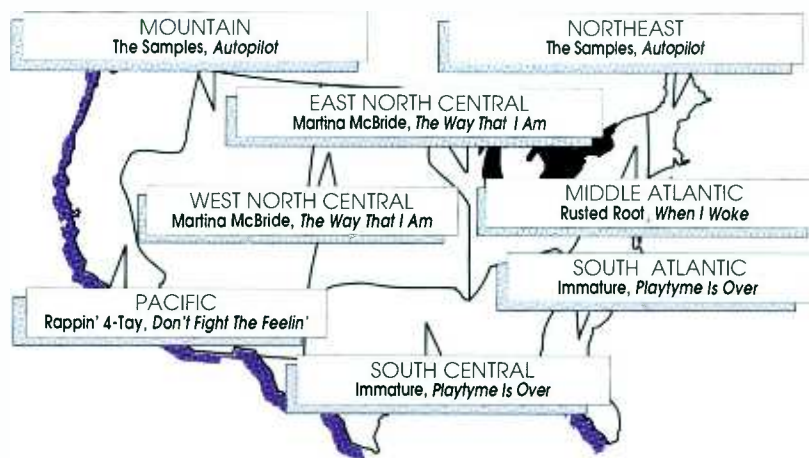 MOUNTAIN
The Samples, Autopilot
NORTHEAST
The Samples, Autopilot
EAST NORTH CENTRAL
Martina McBride, The Way That I Am
WEST NORTH CENTRAL
Martina McBride, The Way That I Am
MIDDLE ATLANTIC
Rusted Root, When I Woke
SOUTH ATLANTIC
Immature, Playtyme Is Over
PACIFIC
Rappin' 4-Tay, Don't Fight The Feelin'
SOUTH CENTRAL
Immature, Playtyme Is Over